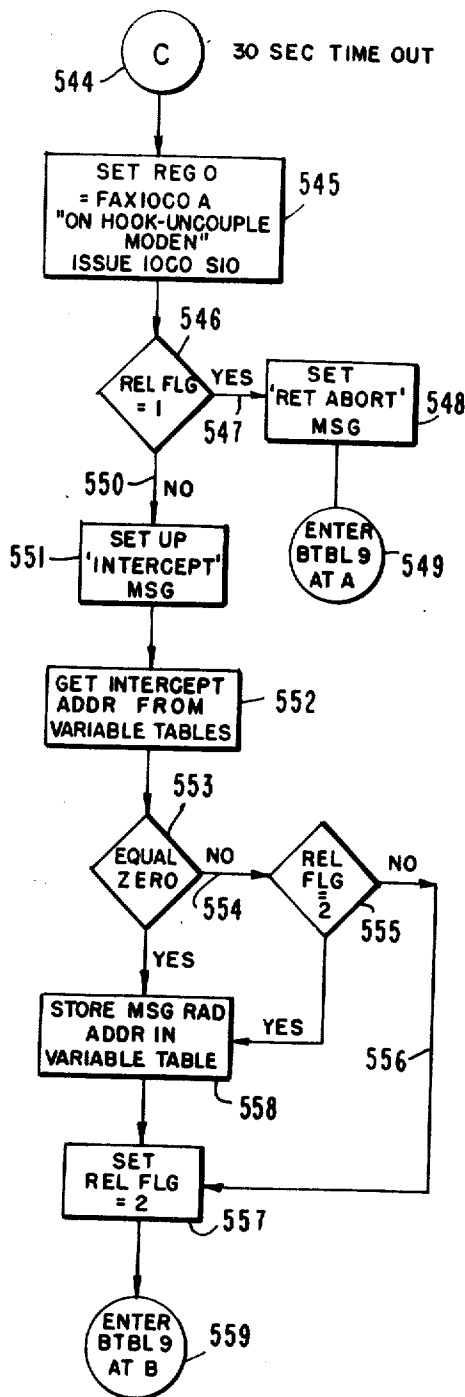 C 30 SEC TIME OUT
544
SET REG 0
= FAXIOCO A
"ON HOOK-UNCOUPLE
MODEN"
ISSUE IOCO SIO
545
546
REL FLG
= 1
YES
547
SET
'RET ABORT'
MSG
548
550
NO
ENTER
BTBL 9
AT A
549
551
SET UP
'INTERCEPT'
MSG
GET INTERCEPT
ADDR FROM
VARIABLE TABLES
552
553
EQUAL
ZERO
NO
554
REL
FLG
=2
NO
555
YES
STORE MSG RAD
ADDR IN
VARIABLE TABLE
YES
556
558
SET
REL FLG
= 2
557
ENTER
BTBL 9
AT B
559